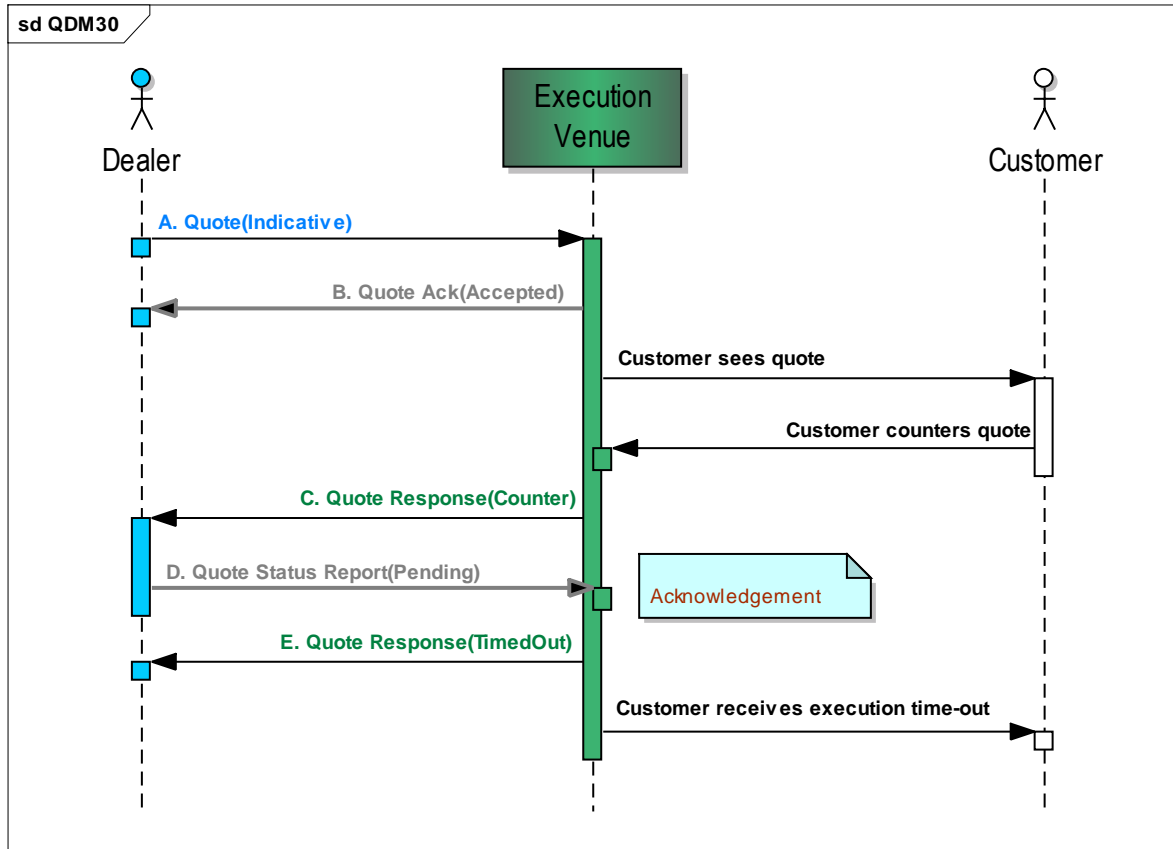 sd QDM30
Execution
Venue
Dealer
Customer
A. Quote(Indicative)
B. Quote Ack(Accepted)
Customer sees quote
Customer counters quote
C. Quote Response(Counter)
D. Quote Status Report(Pending)
Acknowledgement
E. Quote Response(TimedOut)
Customer receives execution time-out